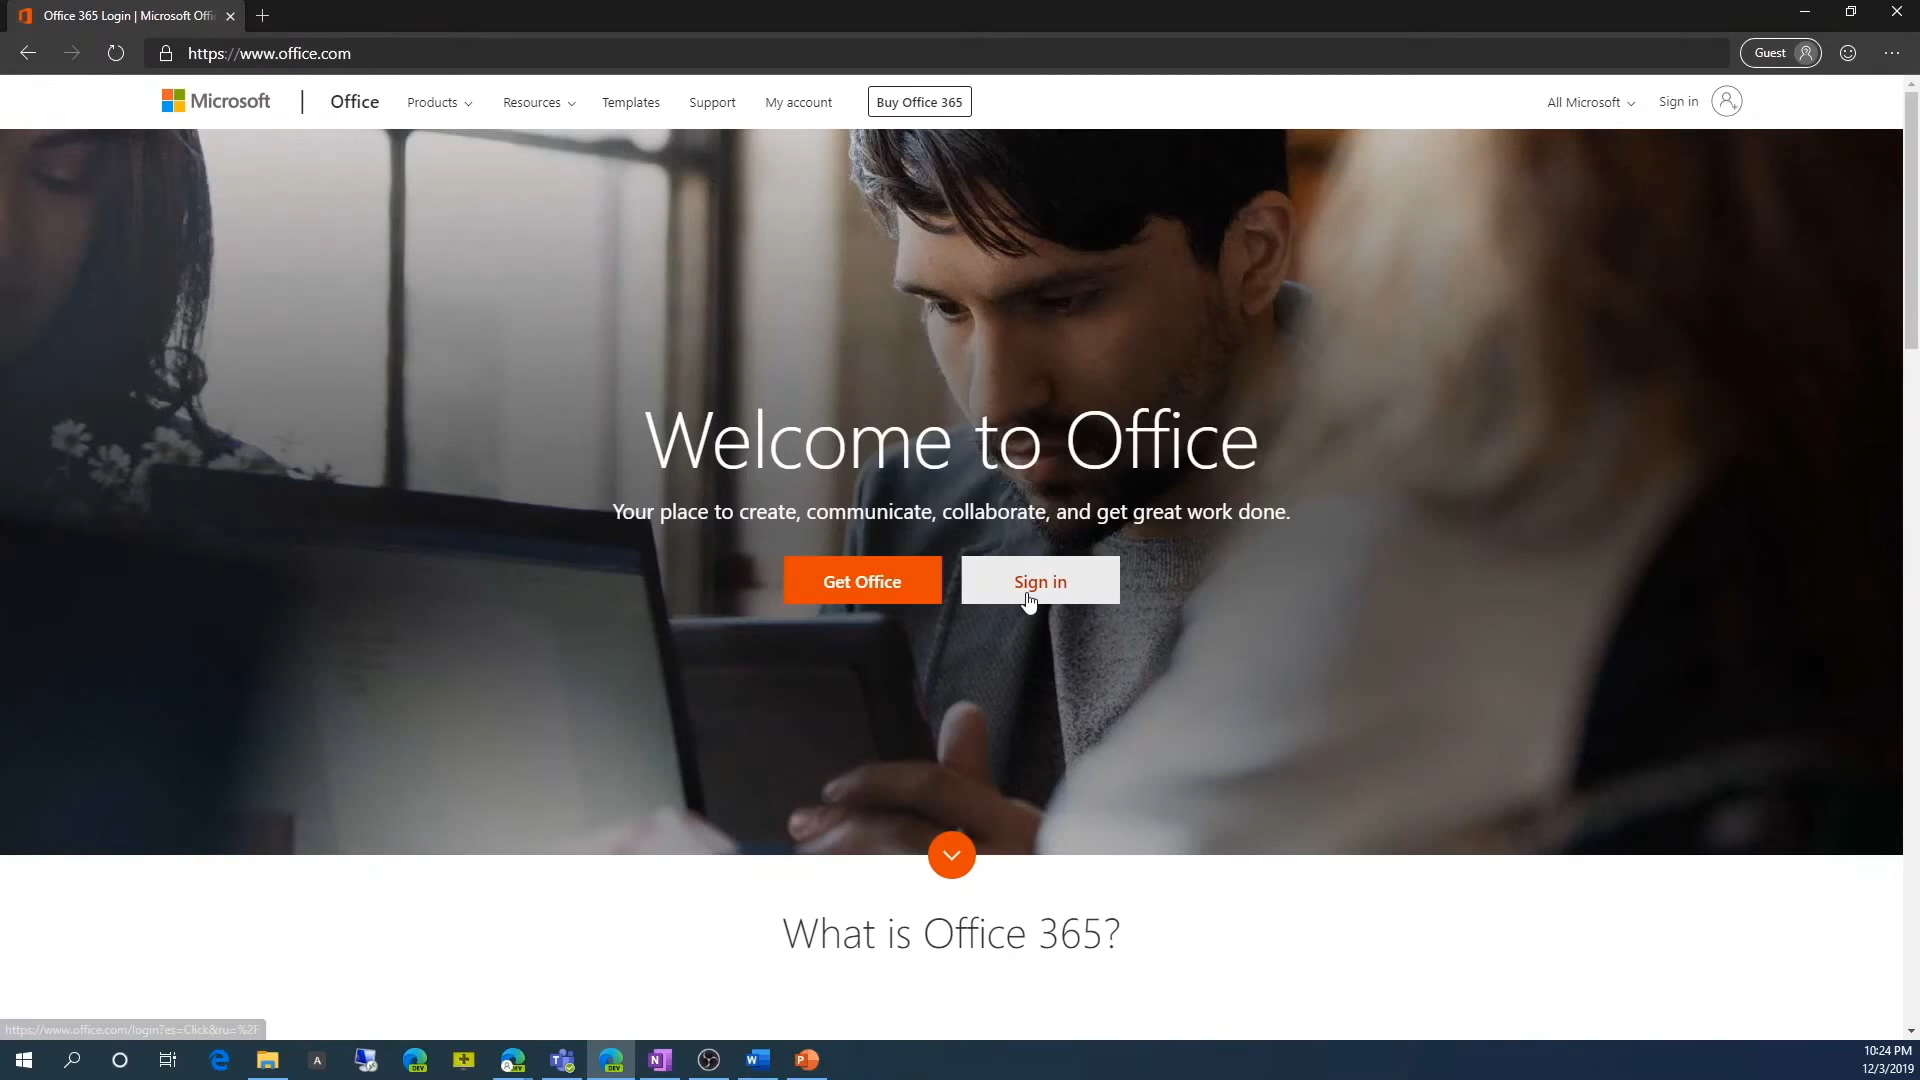 Office 365 Login | Microsoft Offic
https://www.office.com
Guest
Microsoft
Office
Products
Resources
Templates
Support
My account
Buy Office 365
All Microsoft
Sign in
Welcome to Office
Your place to create, communicate, collaborate, and get great work done.
Get Office
Sign in
What is Office 365?
https://www.office.com/login?es=Click&ru=%2F
10:24 PM
12/3/2019